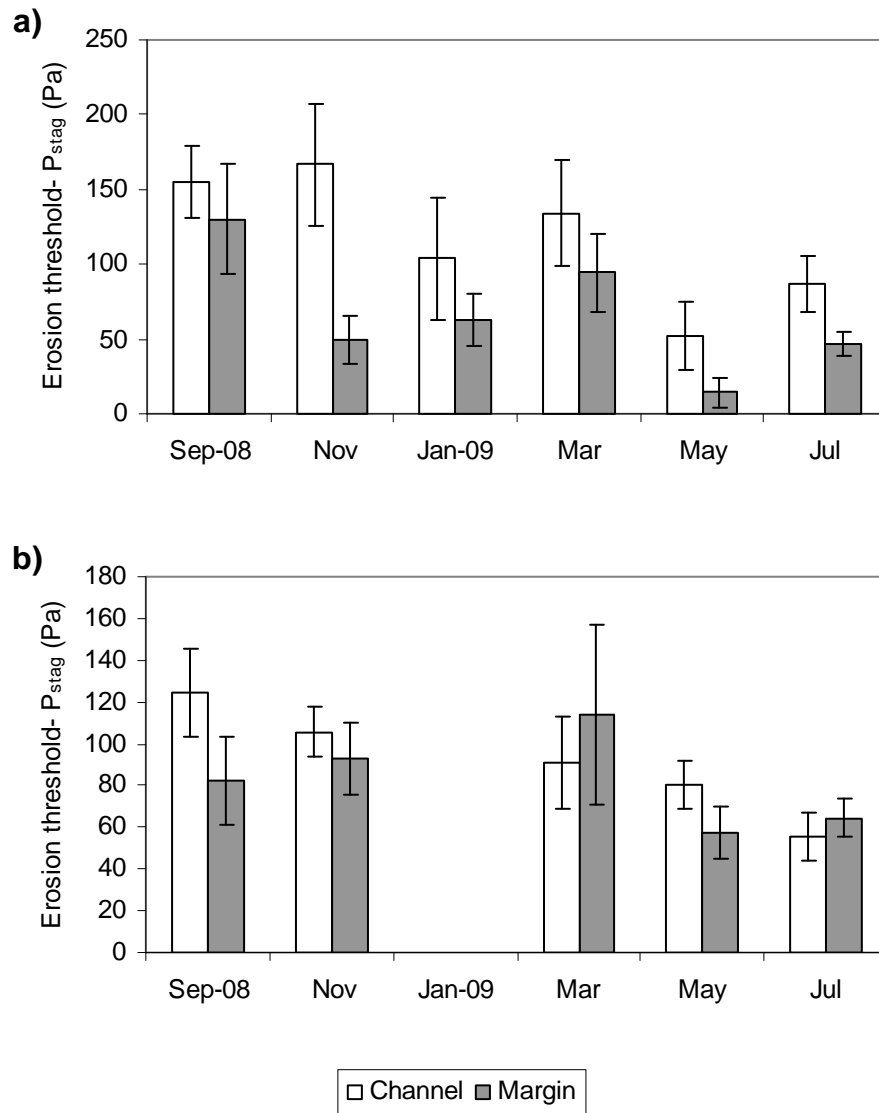 a)
Erosion threshold- Pstag (Pa)
250
200
150
100
50
0
Sep-08 Nov Jan-09 Mar May Jul
b)
Erosion threshold- Pstag (Pa)
180
160
140
120
100
80
60
40
20
0
Sep-08 Nov Jan-09 Mar May Jul
Channel Margin